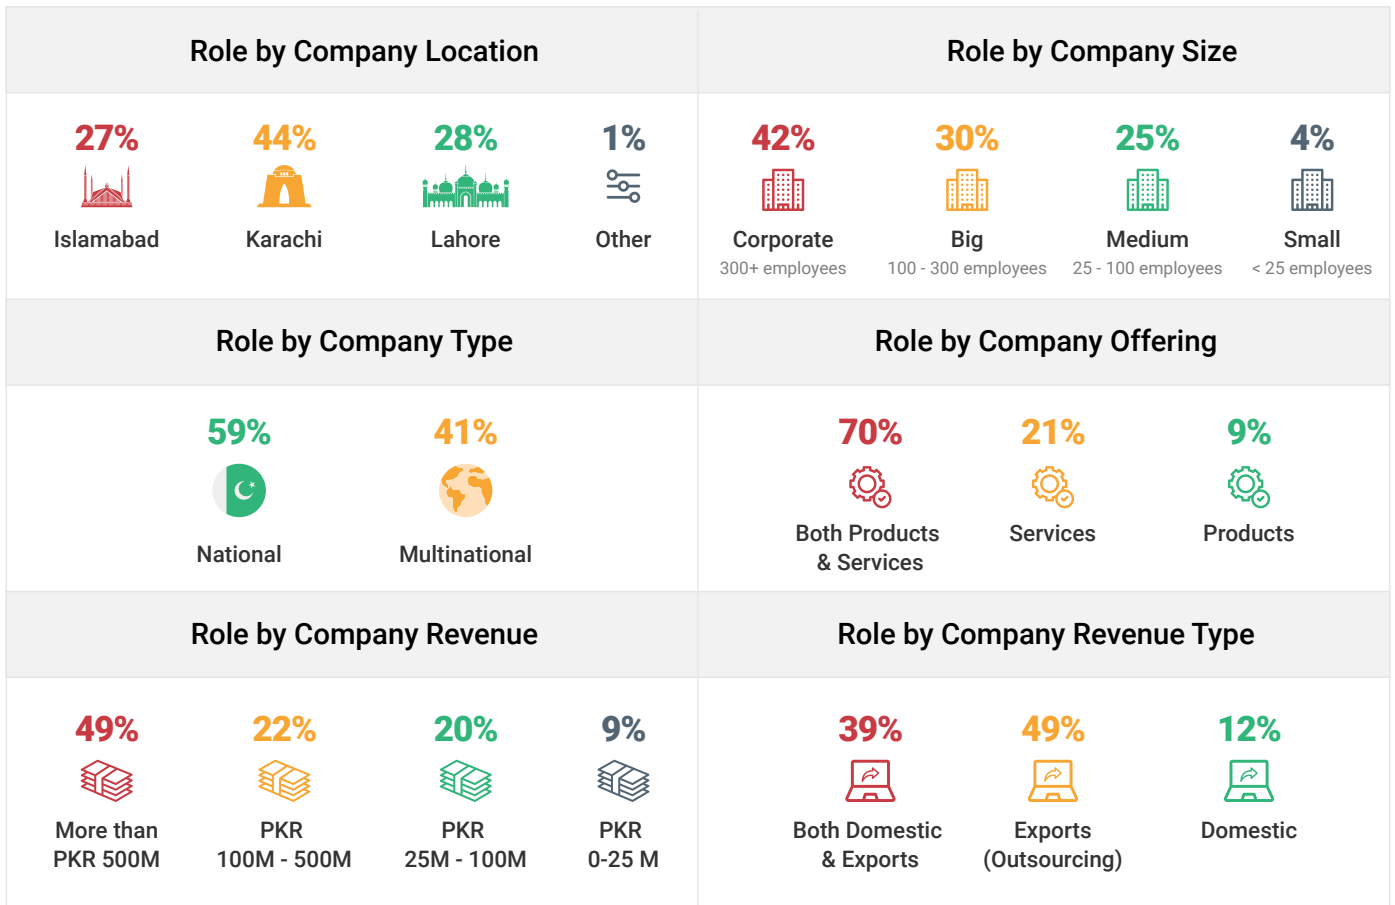 Role by Company Location
27%
44%
28%
1%
Islamabad
Karachi
Lahore
Other
Role by Company Size
42%
30%
25%
4%
Corporate
Big
Medium
Small
300+ employees
100 - 300 employees
25 - 100 employees
< 25 employees
Role by Company Type
59%
41%
National
Multinational
Role by Company Offering
70%
21%
9%
Both Products
& Services
Services
Products
Role by Company Revenue
49%
22%
20%
9%
More than
PKR 500M
PKR
100M - 500M
PKR
25M - 100M
PKR
0-25 M
Role by Company Revenue Type
39%
49%
12%
Both Domestic
& Exports
Exports
(Outsourcing)
Domestic